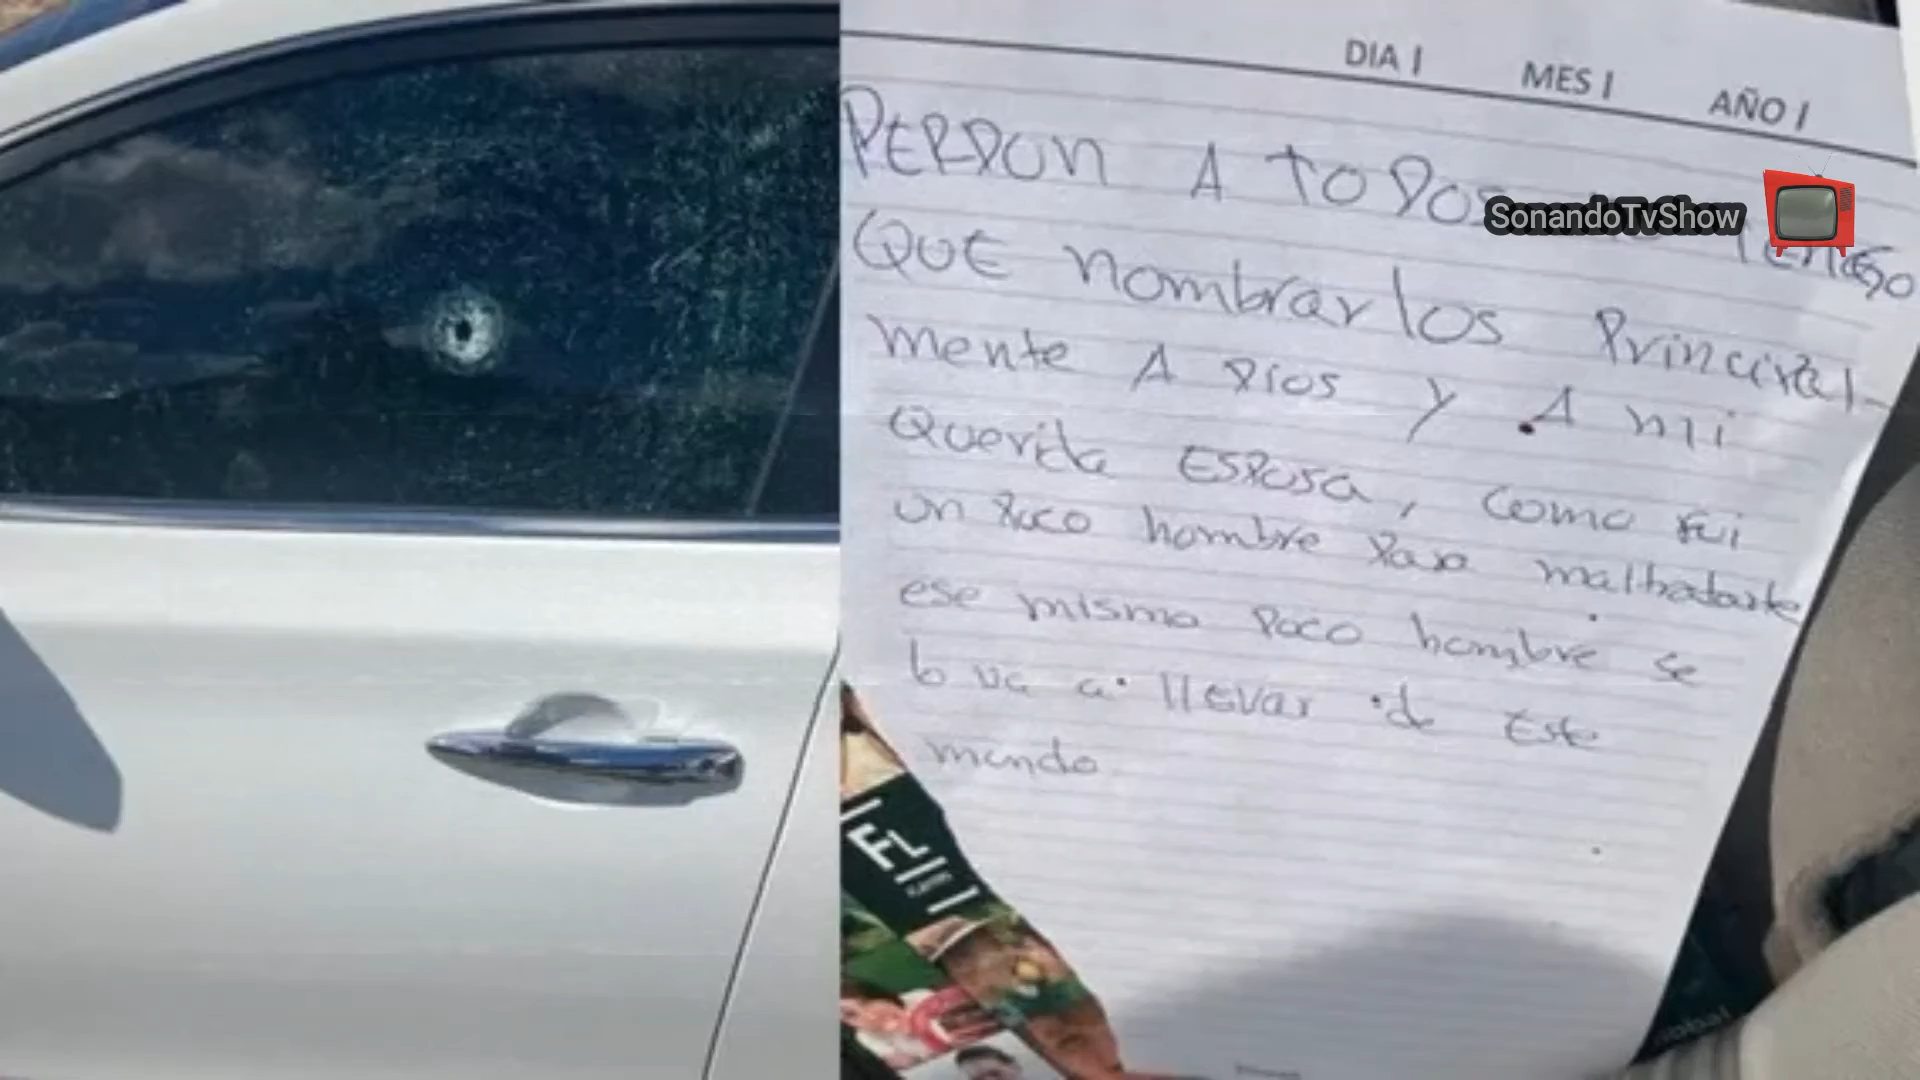 DIA / MES / AÑO /
PERDON A TODOS TENGO
SonandoTvShow
QUE nombrarlos Principal-
mente A Dios y A mi
Querida Esposa, como fui
un Poco hombre Para maltratarte
ese mismo Poco hombre se
lo va a llevar de Este
mundo